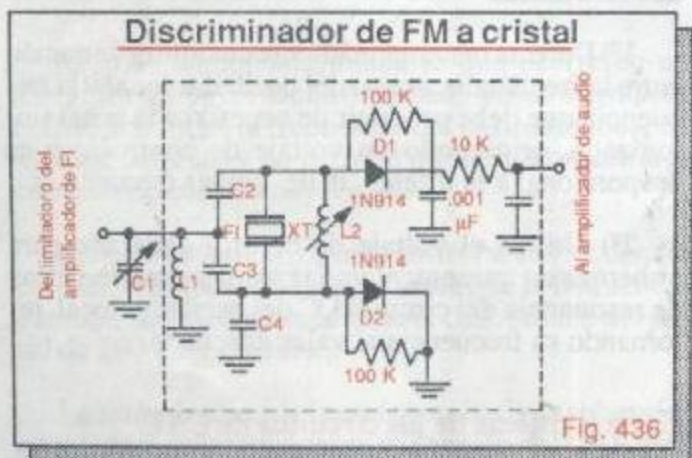 Discriminador de FM a cristal
100 K
D1
10 K
C2
1N914
.001
µF
Del limitador o del
amplificador de FI
FI
XT
L2
C1
L1
C3
1N914
D2
C4
100 K
Al amplificador de audio
Fig. 436